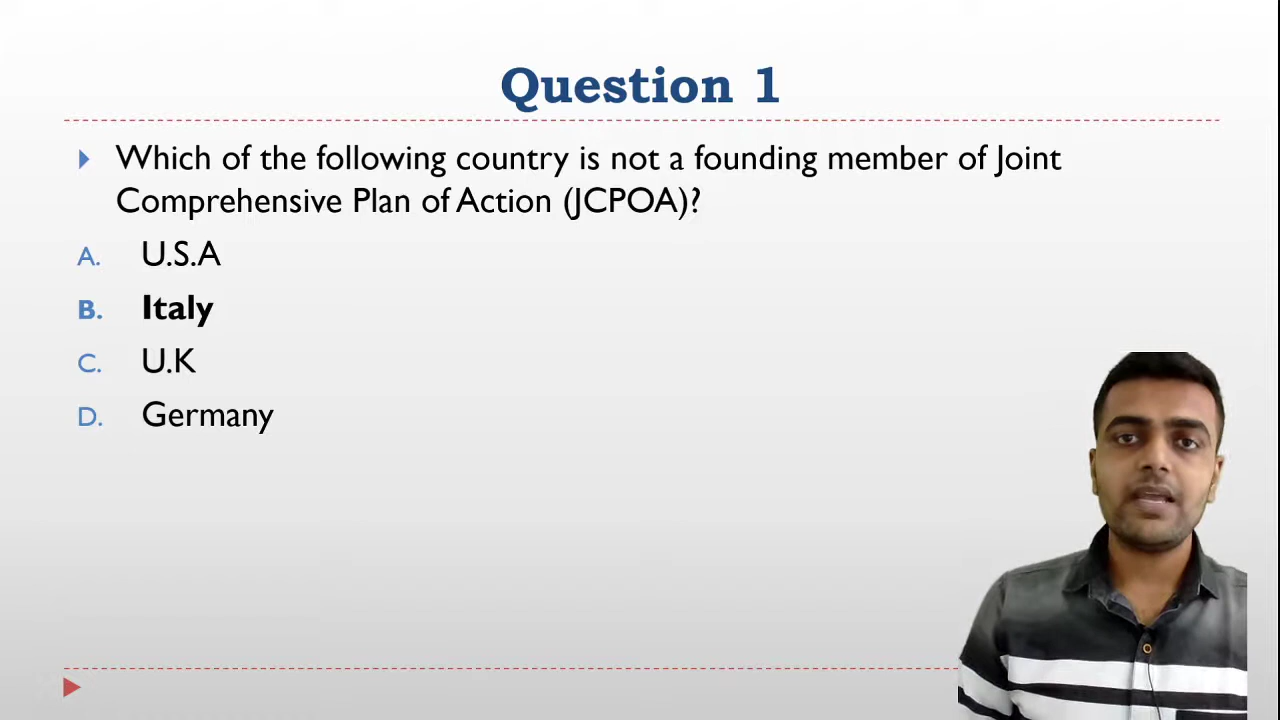 Question 1
Which of the following country is not a founding member of Joint
Comprehensive Plan of Action (JCPOA)?
A. U.S.A
B. Italy
C. U.K
D. Germany